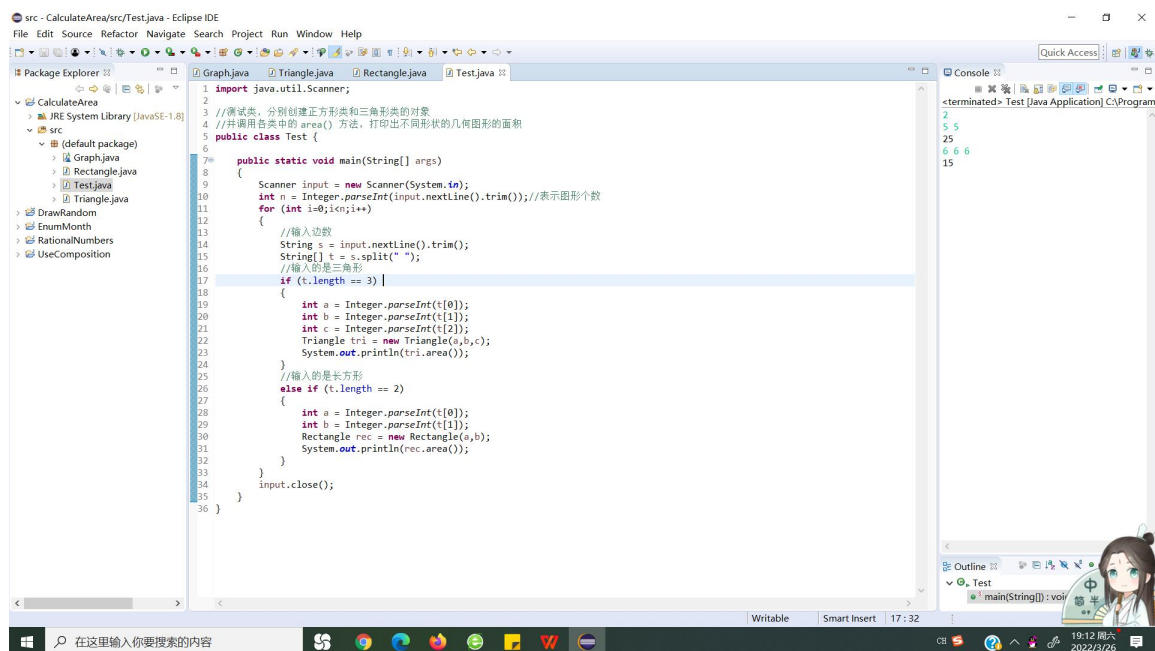 src - CalculateArea/src/Test.java - Eclipse IDE
File Edit Source Refactor Navigate Search Project Run Window Help
Quick Access
Package Explorer
CalculateArea
JRE System Library [JavaSE-1.8]
src
(default package)
Graph.java
Rectangle.java
Test.java
Triangle.java
DrawRandom
EnumMonth
RationalNumbers
UseComposition
Graph.java Triangle.java Rectangle.java Test.java
1 import java.util.Scanner;
2
3 //测试类，分别创建正方形类和三角形类的对象
4 //并调用各类中的 area() 方法，打印出不同形状的几何图形的面积
5 public class Test {
6
7 public static void main(String[] args)
8 {
9 Scanner input = new Scanner(System.in);
10 int n = Integer.parseInt(input.nextLine().trim());//表示图形个数
11 for (int i=0;i<n;i++)
12 {
13 //输入边数
14 String s = input.nextLine().trim();
15 String[] t = s.split(" ");
16 //输入的是三角形
17 if (t.length == 3)
18 {
19 int a = Integer.parseInt(t[0]);
20 int b = Integer.parseInt(t[1]);
21 int c = Integer.parseInt(t[2]);
22 Triangle tri = new Triangle(a,b,c);
23 System.out.println(tri.area());
24 }
25 //输入的是长方形
26 else if (t.length == 2)
27 {
28 int a = Integer.parseInt(t[0]);
29 int b = Integer.parseInt(t[1]);
30 Rectangle rec = new Rectangle(a,b);
31 System.out.println(rec.area());
32 }
33 }
34 input.close();
35 }
36 }
Console
<terminated> Test [Java Application] C:\Program
2
5 5
25
6 6 6
15
Outline
Test
main(String[]) : voi
中
简 半
Writable Smart Insert 17 : 32
在这里输入你要搜索的内容
CH
19:12 周六
2022/3/26